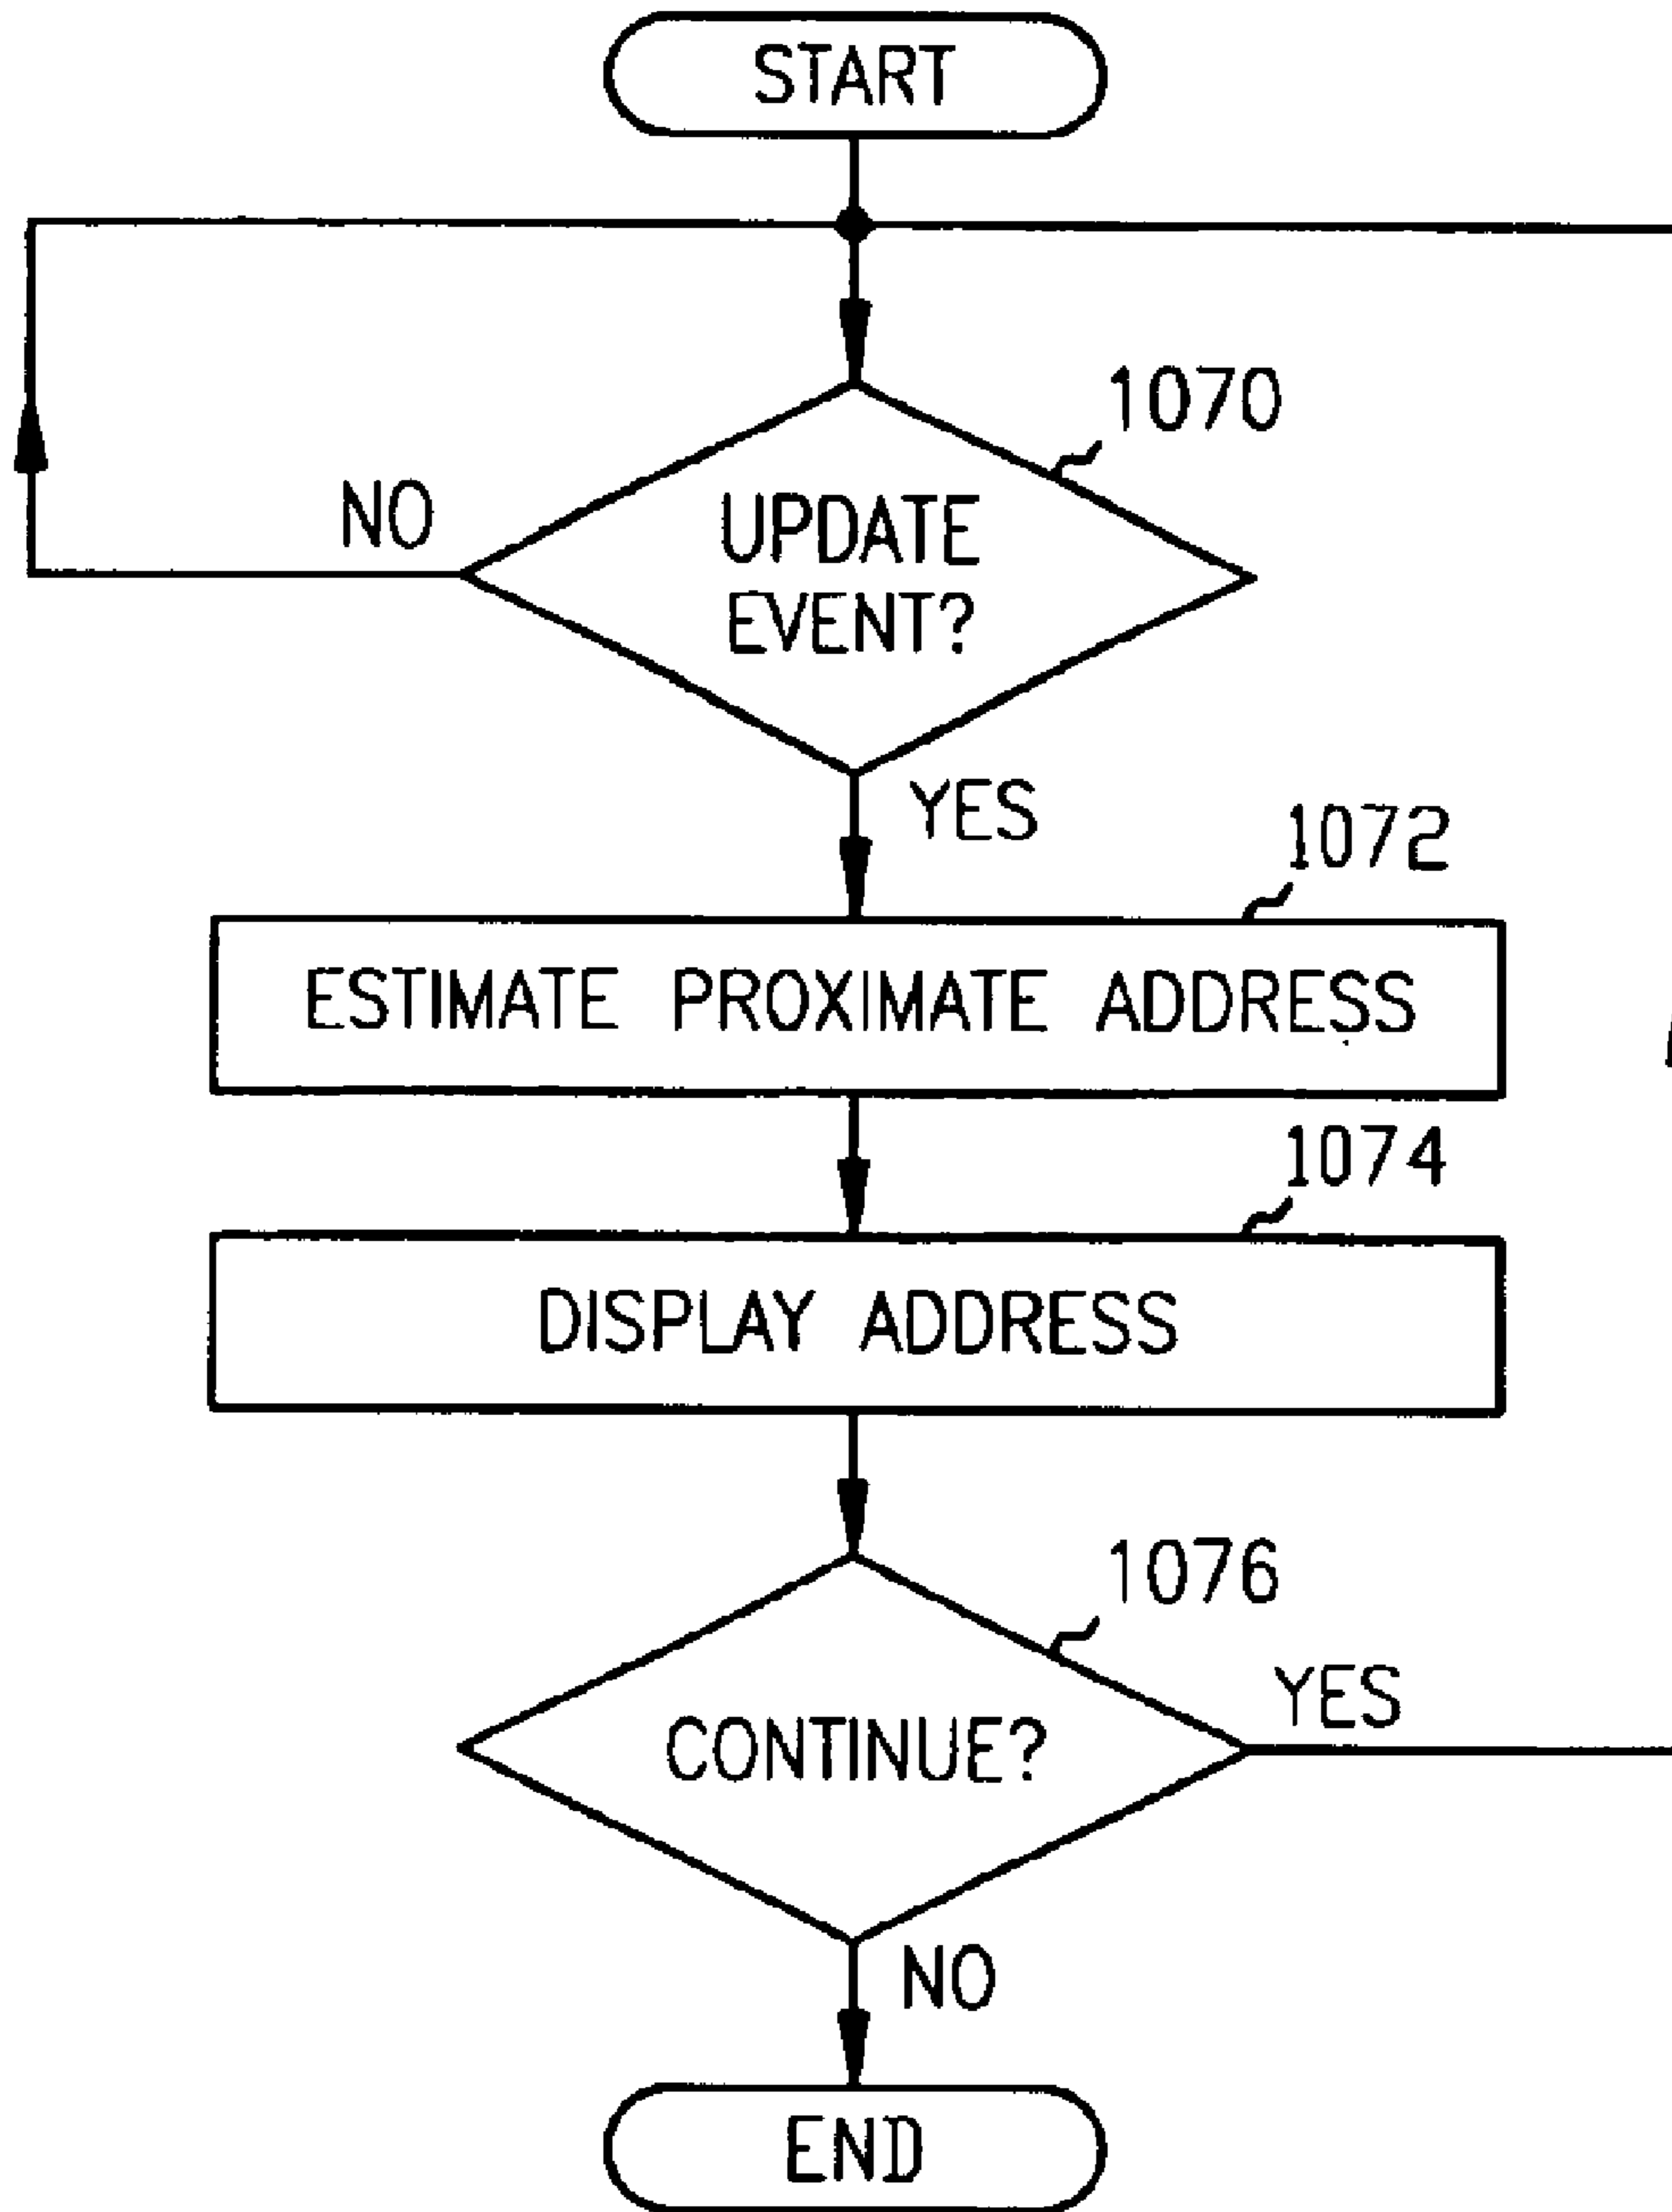 START
1070
NO
UPDATE
EVENT?
YES
1072
ESTIMATE PROXIMATE ADDRESS
1074
DISPLAY ADDRESS
1076
YES
CONTINUE?
NO
END